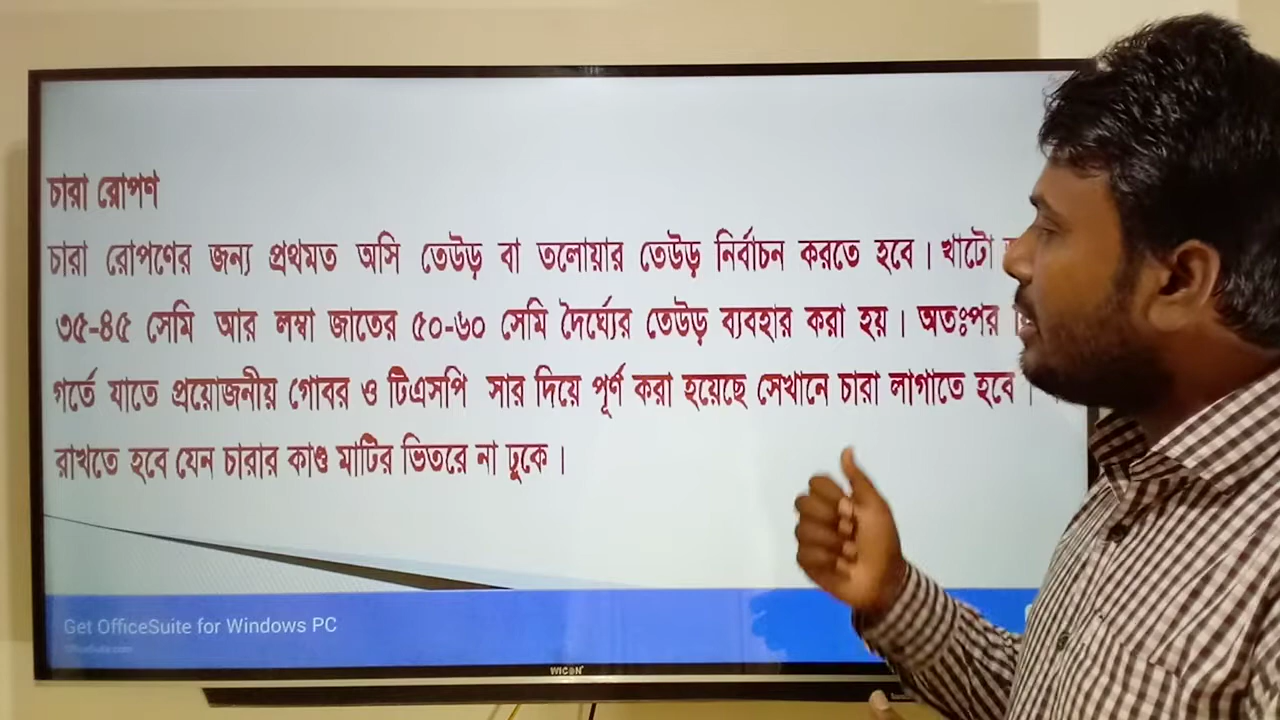 চারা রোপণ
চারা রোপণের জন্য প্রথমত অসি তেউড় বা তলোয়ার তেউড় নির্বাচন করতে হবে। খাটো
৩৫-৪৫ সেমি আর লম্বা জাতের ৫০-৬০ সেমি দৈর্ঘ্যের তেউড় ব্যবহার করা হয়। অতঃপর
গর্তে যাতে প্রয়োজনীয় গোবর ও টিএসপি সার দিয়ে পূর্ণ করা হয়েছে সেখানে চারা লাগাতে হবে।
রাখতে হবে যেন চারার কাণ্ড মাটির ভিতরে না ঢূকে।
Get OfficeSuite for Windows PC
OfficeSuite.com
WICON